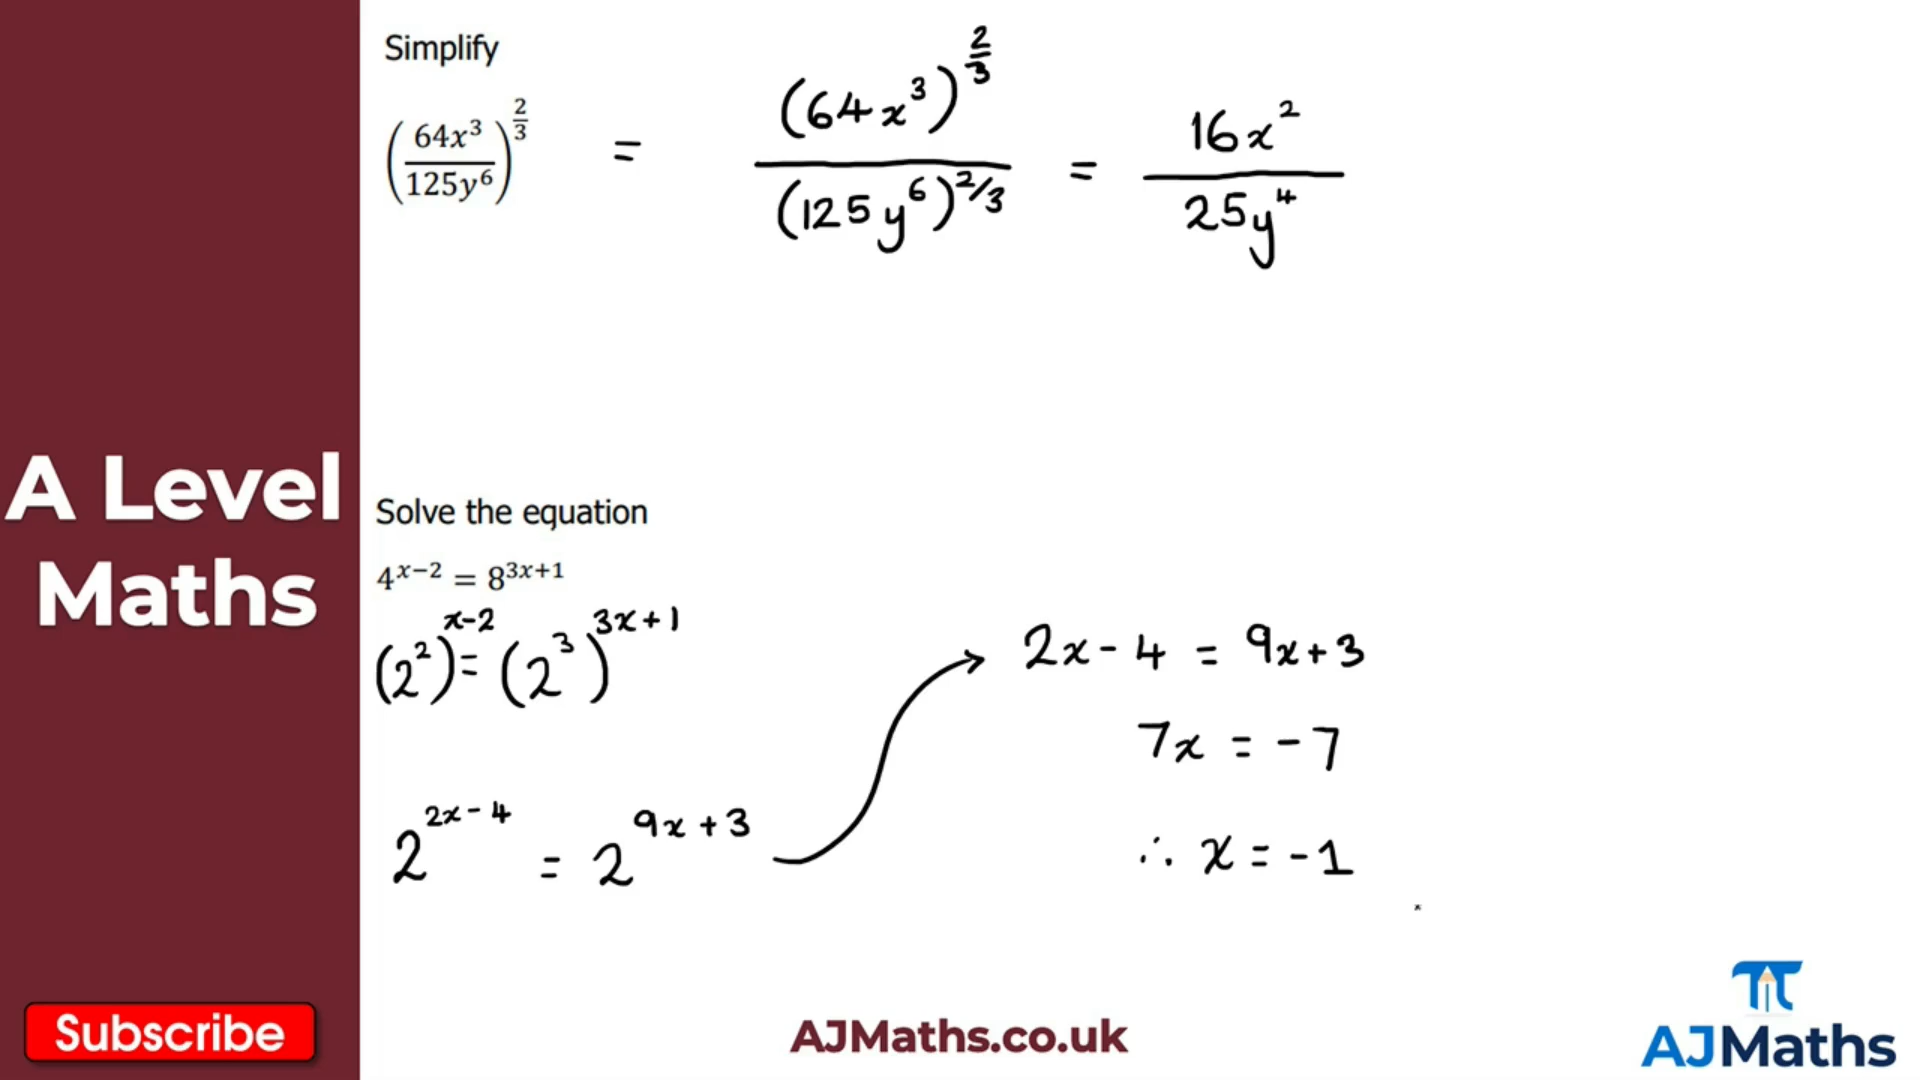 A Level
Maths
Simplify
(64x³/125y⁶)^(2/3) = (64x³)^(2/3)/(125y⁶)^(2/3) = 16x²/25y⁴
Solve the equation
4^(x−2) = 8^(3x+1)
(2²)^(x-2) = (2³)^(3x+1)
2^(2x-4) = 2^(9x+3)
2x - 4 = 9x + 3
7x = -7
∴ x = -1
Subscribe
AJMaths.co.uk
AJMaths